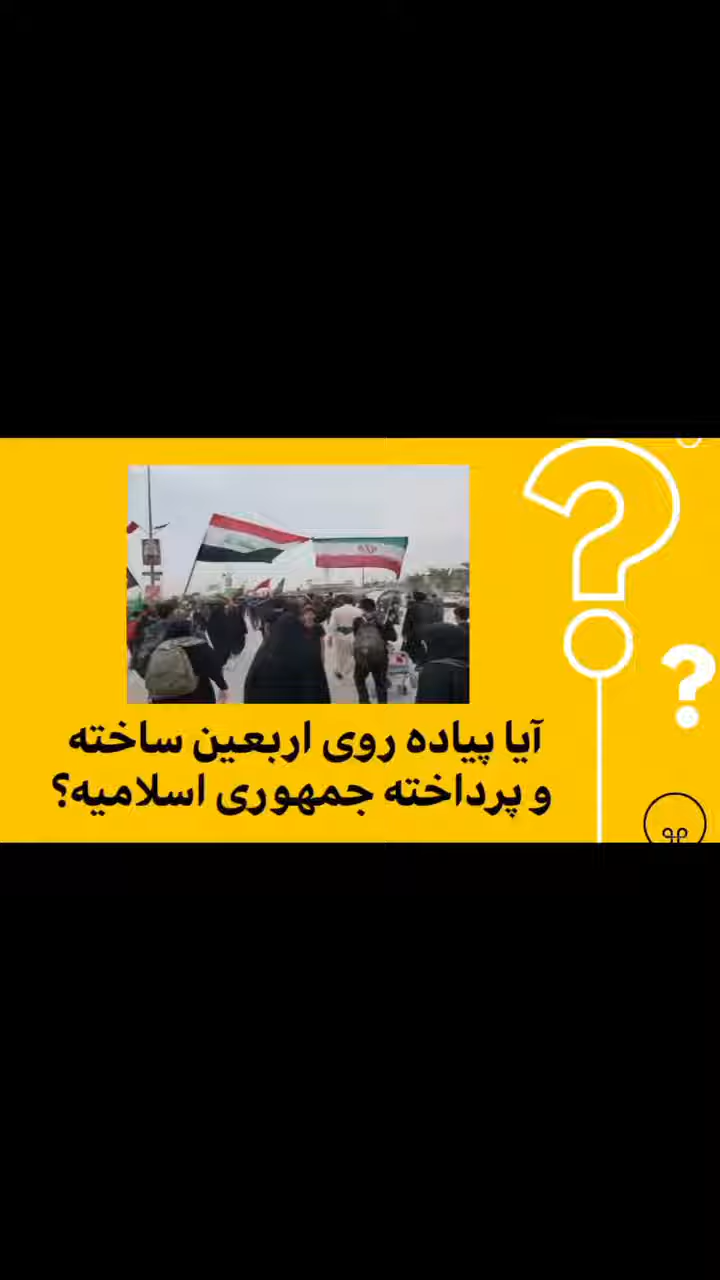 آیا پیاده روی اربعین ساخته
و پرداخته جمهوری اسلامیه؟